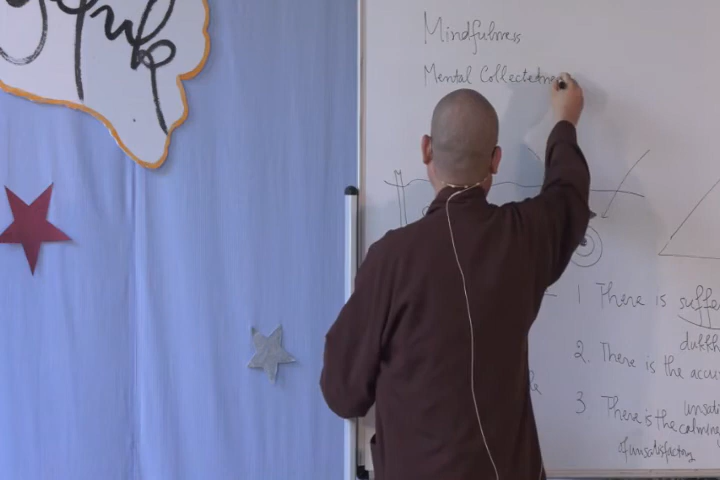 Mindfulness
Mental Collectedness
1 There is suffe
dukkh
2. There is the accu
3 There is the calming
unsati
of unsatisfactory